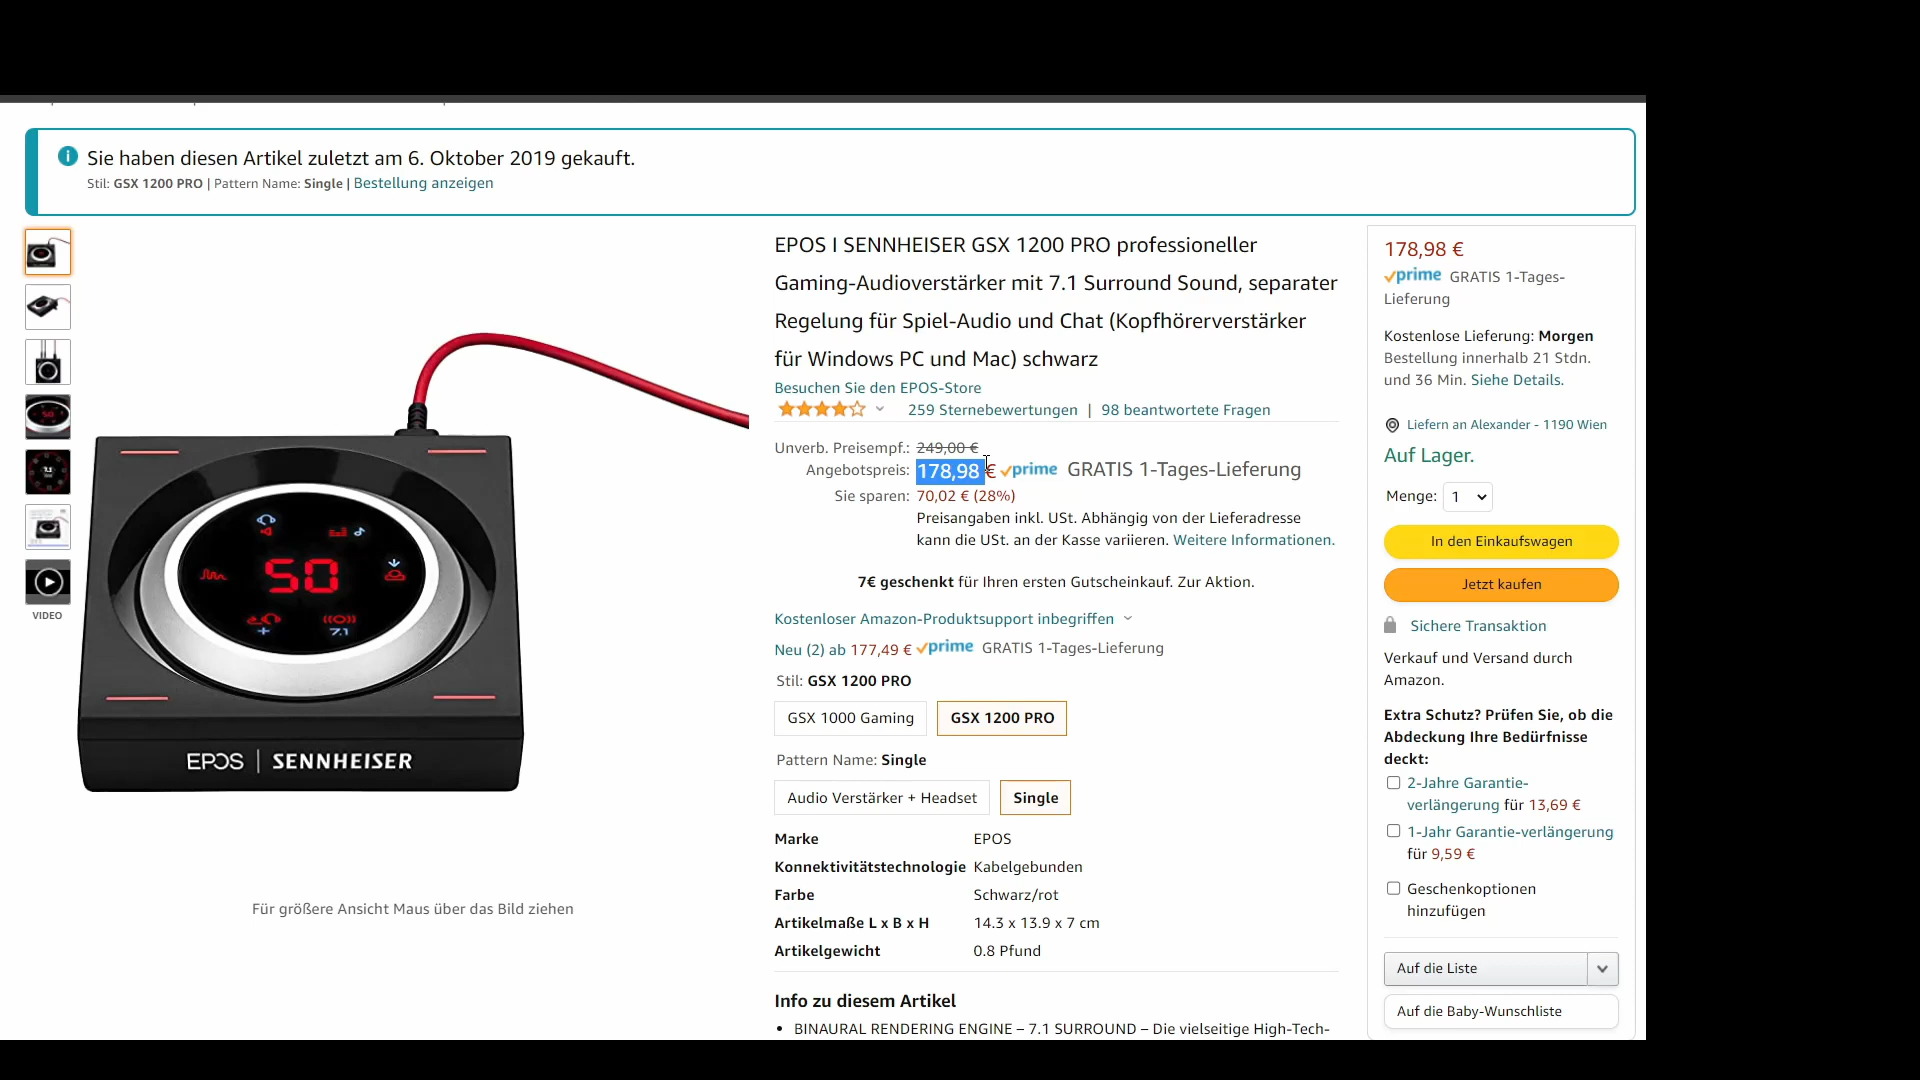 Sie haben diesen Artikel zuletzt am 6. Oktober 2019 gekauft.
Stil: GSX 1200 PRO | Pattern Name: Single | Bestellung anzeigen
VIDEO
50
7.1
EPOS | SENNHEISER
Für größere Ansicht Maus über das Bild ziehen
EPOS I SENNHEISER GSX 1200 PRO professioneller
Gaming-Audioverstärker mit 7.1 Surround Sound, separater
Regelung für Spiel-Audio und Chat (Kopfhörerverstärker
für Windows PC und Mac) schwarz
Besuchen Sie den EPOS-Store
259 Sternebewertungen | 98 beantwortete Fragen
Unverb. Preisempf.: 249,00 €
Angebotspreis: 178,98 € prime GRATIS 1-Tages-Lieferung
Sie sparen: 70,02 € (28%)
Preisangaben inkl. USt. Abhängig von der Lieferadresse
kann die USt. an der Kasse variieren. Weitere Informationen.
7€ geschenkt für Ihren ersten Gutscheinkauf. Zur Aktion.
Kostenloser Amazon-Produktsupport inbegriffen
Neu (2) ab 177,49 € prime GRATIS 1-Tages-Lieferung
Stil: GSX 1200 PRO
GSX 1000 Gaming
GSX 1200 PRO
Pattern Name: Single
Audio Verstärker + Headset
Single
Marke EPOS
Konnektivitätstechnologie Kabelgebunden
Farbe Schwarz/rot
Artikelmaße L x B x H 14.3 x 13.9 x 7 cm
Artikelgewicht 0.8 Pfund
Info zu diesem Artikel
• BINAURAL RENDERING ENGINE – 7.1 SURROUND – Die vielseitige High-Tech-
178,98 €
prime GRATIS 1-Tages-
Lieferung
Kostenlose Lieferung: Morgen
Bestellung innerhalb 21 Stdn.
und 36 Min. Siehe Details.
Liefern an Alexander - 1190 Wien
Auf Lager.
Menge: 1
In den Einkaufswagen
Jetzt kaufen
Sichere Transaktion
Verkauf und Versand durch
Amazon.
Extra Schutz? Prüfen Sie, ob die
Abdeckung Ihre Bedürfnisse
deckt:
2-Jahre Garantie-
verlängerung für 13,69 €
1-Jahr Garantie-verlängerung
für 9,59 €
Geschenkoptionen
hinzufügen
Auf die Liste
Auf die Baby-Wunschliste